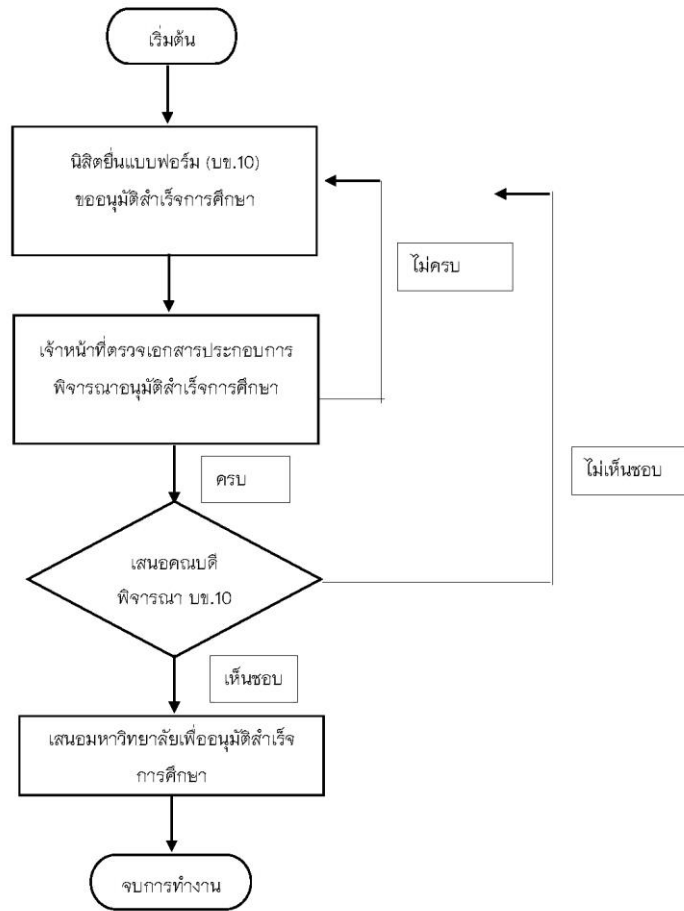 เริ่มต้น
นิสิตยื่นแบบฟอร์ม (บข.10)
ขออนุมัติสำเร็จการศึกษา
ไม่ครบ
เจ้าหน้าที่ตรวจเอกสารประกอบการ
พิจารณาอนุมัติสำเร็จการศึกษา
ครบ
ไม่เห็นชอบ
เสนอคณบดี
พิจารณา บข.10
เห็นชอบ
เสนอมหาวิทยาลัยเพื่ออนุมัติสำเร็จ
การศึกษา
จบการทำงาน